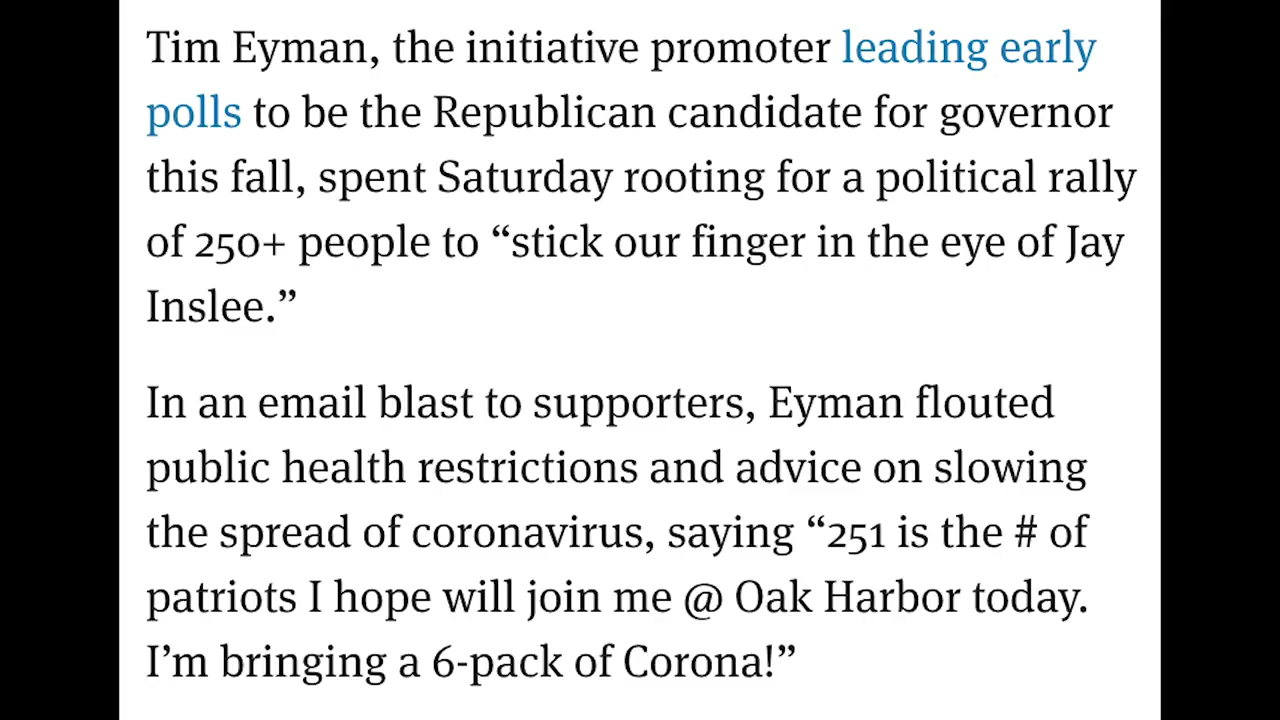 Tim Eyman, the initiative promoter leading early
polls to be the Republican candidate for governor
this fall, spent Saturday rooting for a political rally
of 250+ people to “stick our finger in the eye of Jay
Inslee.”
In an email blast to supporters, Eyman flouted
public health restrictions and advice on slowing
the spread of coronavirus, saying “251 is the # of
patriots I hope will join me @ Oak Harbor today.
I’m bringing a 6-pack of Corona!”